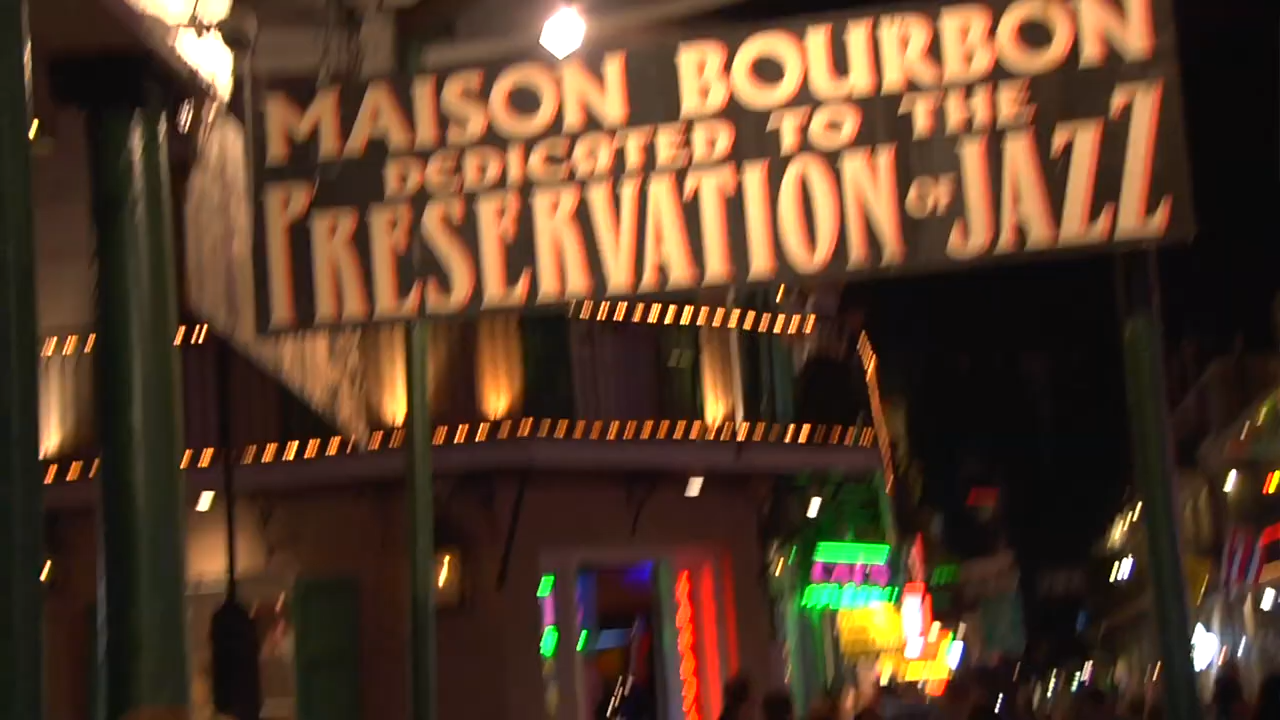 MAISON BOURBON
DEDICATED TO THE
PRESERVATION OF JAZZ